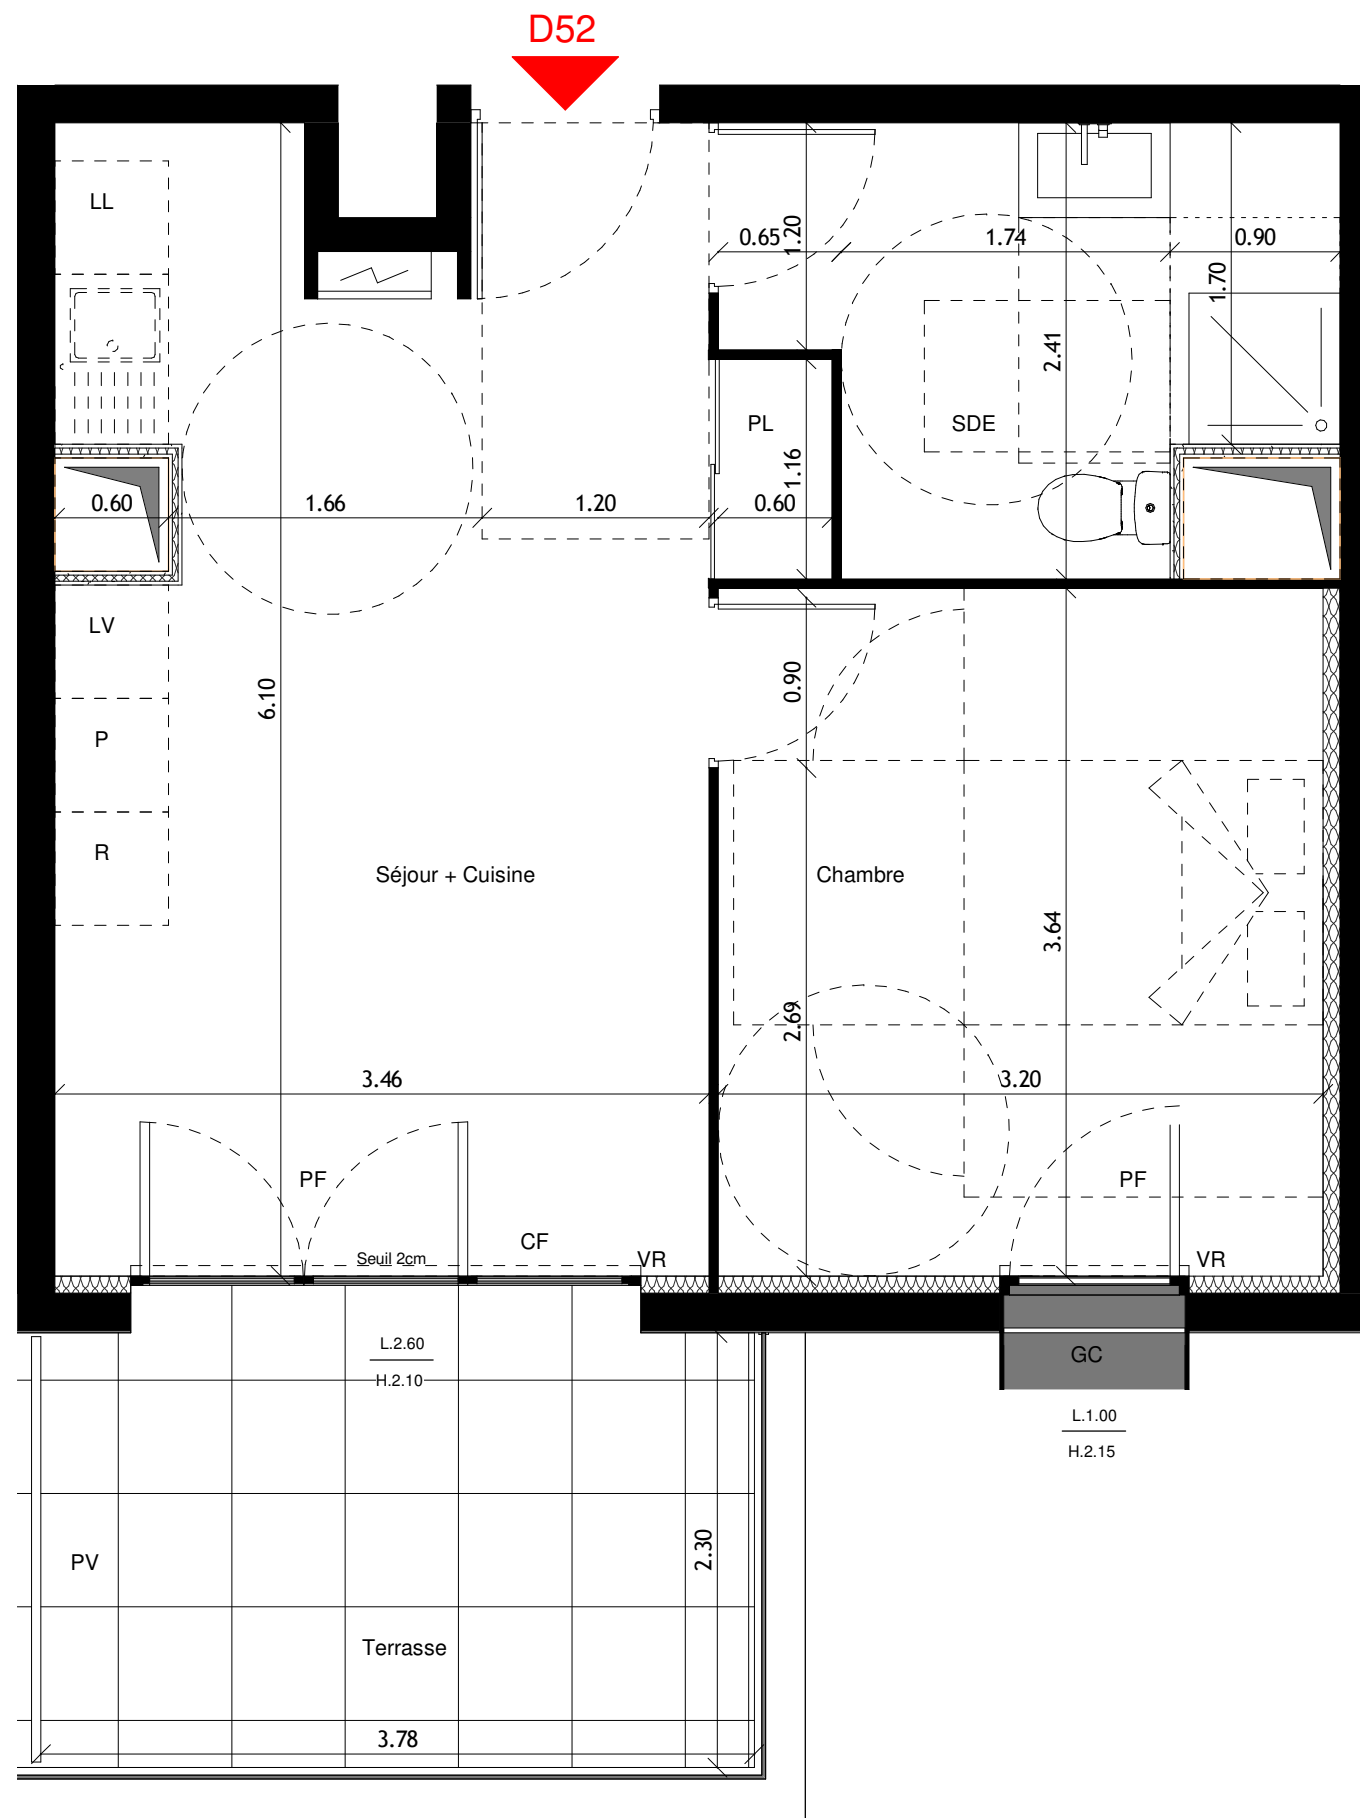 D52
LL
0.65
1.20
1.74
0.90
1.70
2.41
PL
SDE
1.16
0.60
1.66
1.20
0.60
LV
6.10
0.90
P
R
Séjour + Cuisine
Chambre
3.64
2.69
3.46
3.20
PF
PF
CF
Seuil 2cm
VR
VR
L.2.60
H.2.10
GC
L.1.00
H.2.15
PV
2.30
Terrasse
3.78